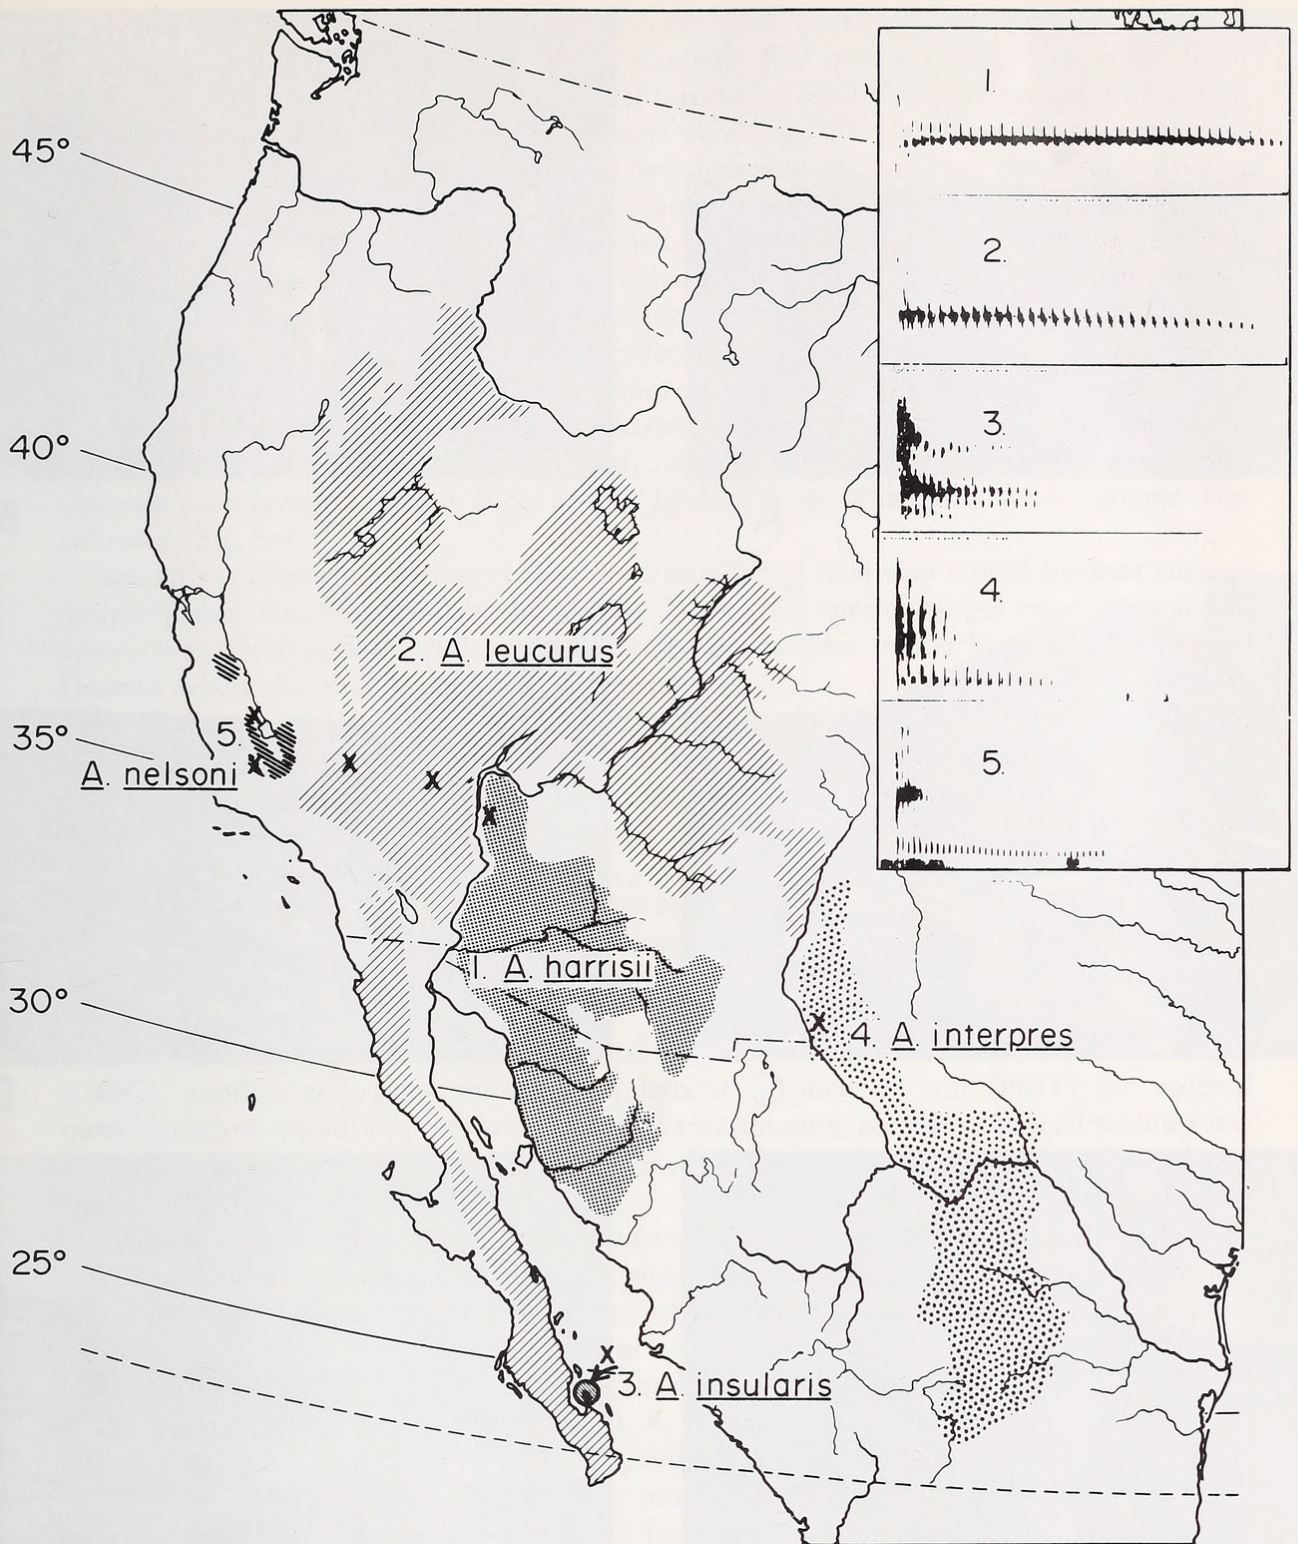 45°
40°
35°
30°
25°
1.
2.
3.
4.
5.
2. A. leucurus
5.
A. nelsoni
1. A. harrisii
4. A. interpres
3. A. insularis
X
X
X
X
X
X
X